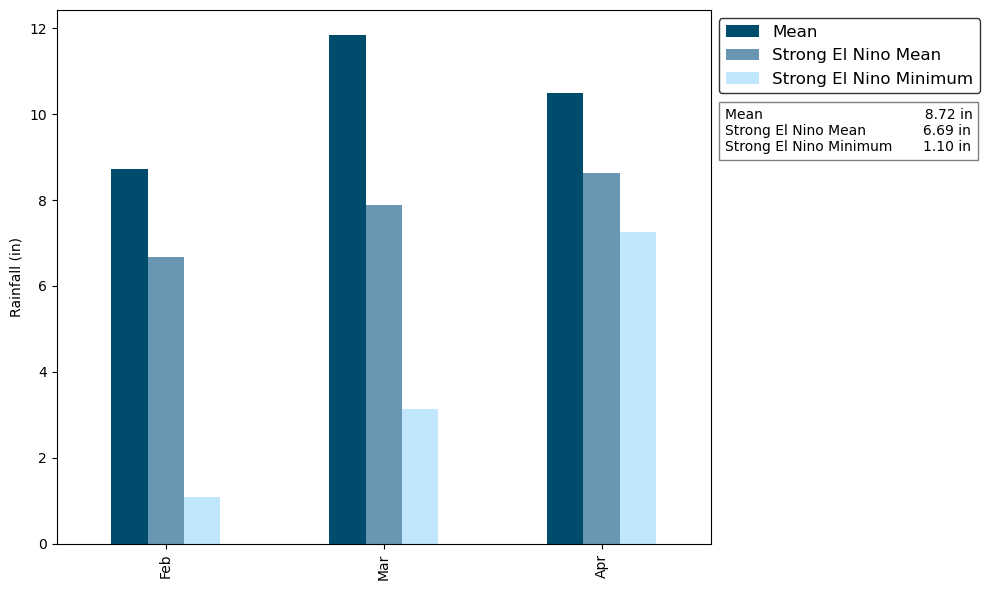 12
10
8
6
4
2
0
Rainfall (in)
Feb
Mar
Apr
Mean
Strong El Nino Mean
Strong El Nino Minimum
Mean 8.72 in
Strong El Nino Mean 6.69 in
Strong El Nino Minimum 1.10 in